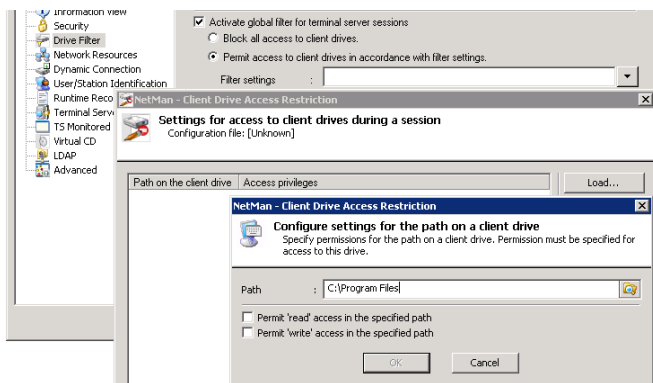 Information View
Security
Drive Filter
Network Resources
Dynamic Connection
User/Station Identification
Runtime Reco
Terminal Serv
TS Monitored
Virtual CD
LDAP
Advanced
Activate global filter for terminal server sessions
Block all access to client drives.
Permit access to client drives in accordance with filter settings.
Filter settings :
NetMan - Client Drive Access Restriction
Settings for access to client drives during a session
Configuration file: [Unknown]
Path on the client drive Access privileges
Load...
NetMan - Client Drive Access Restriction
Configure settings for the path on a client drive
Specify permissions for the path on a client drive. Permission must be specified for
access to this drive.
Path : C:\Program Files
Permit 'read' access in the specified path
Permit 'write' access in the specified path
OK Cancel